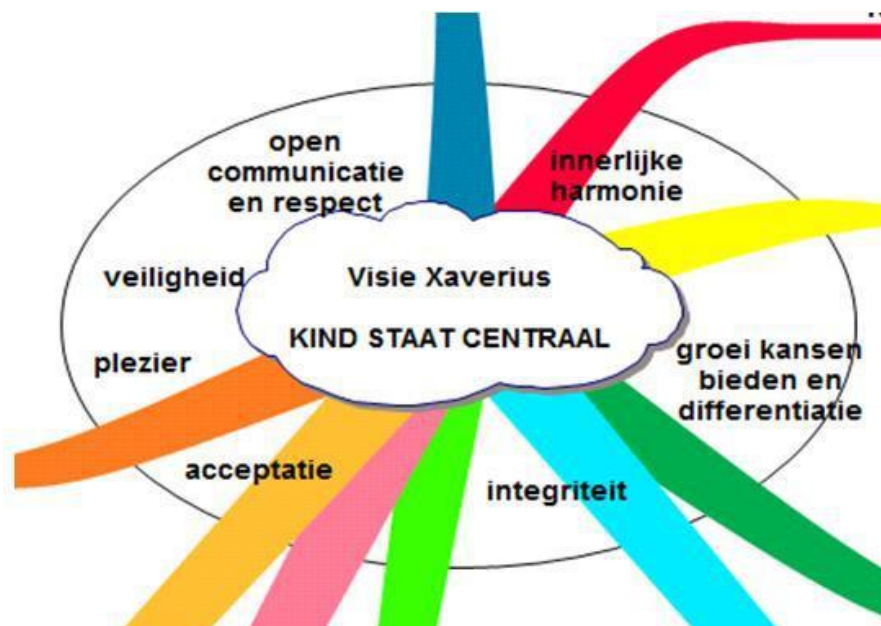 open
communicatie
en respect
innerlijke
harmonie
veiligheid
Visie Xaverius
KIND STAAT CENTRAAL
plezier
groei kansen
bieden en
differentiatie
acceptatie
integriteit